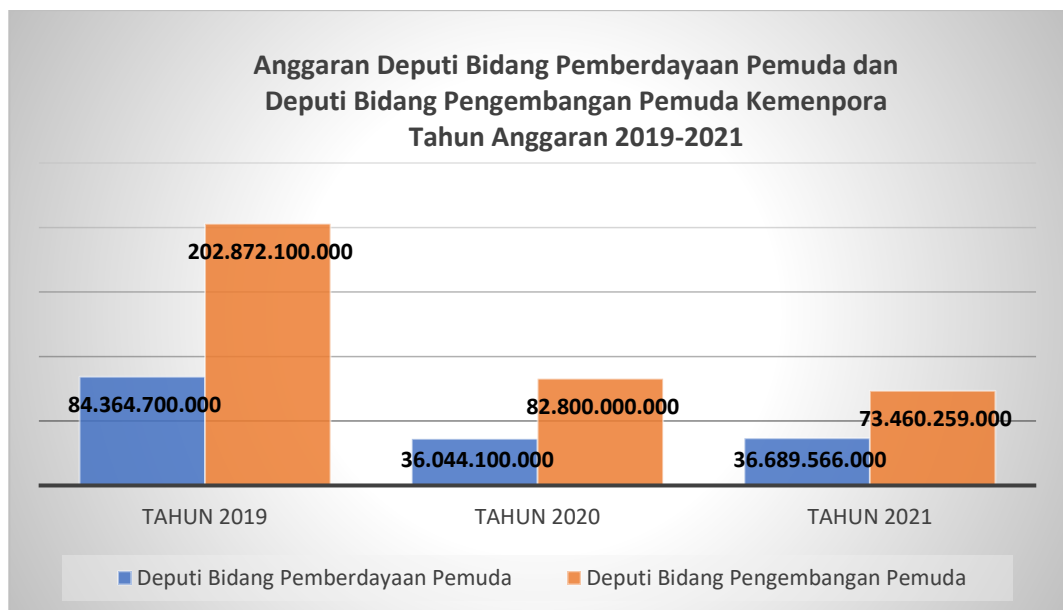 Anggaran Deputi Bidang Pemberdayaan Pemuda dan
Deputi Bidang Pengembangan Pemuda Kemenpora
Tahun Anggaran 2019-2021
202.872.100.000
84.364.700.000
82.800.000.000
36.044.100.000
73.460.259.000
36.689.566.000
TAHUN 2019
TAHUN 2020
TAHUN 2021
Deputi Bidang Pemberdayaan Pemuda
Deputi Bidang Pengembangan Pemuda